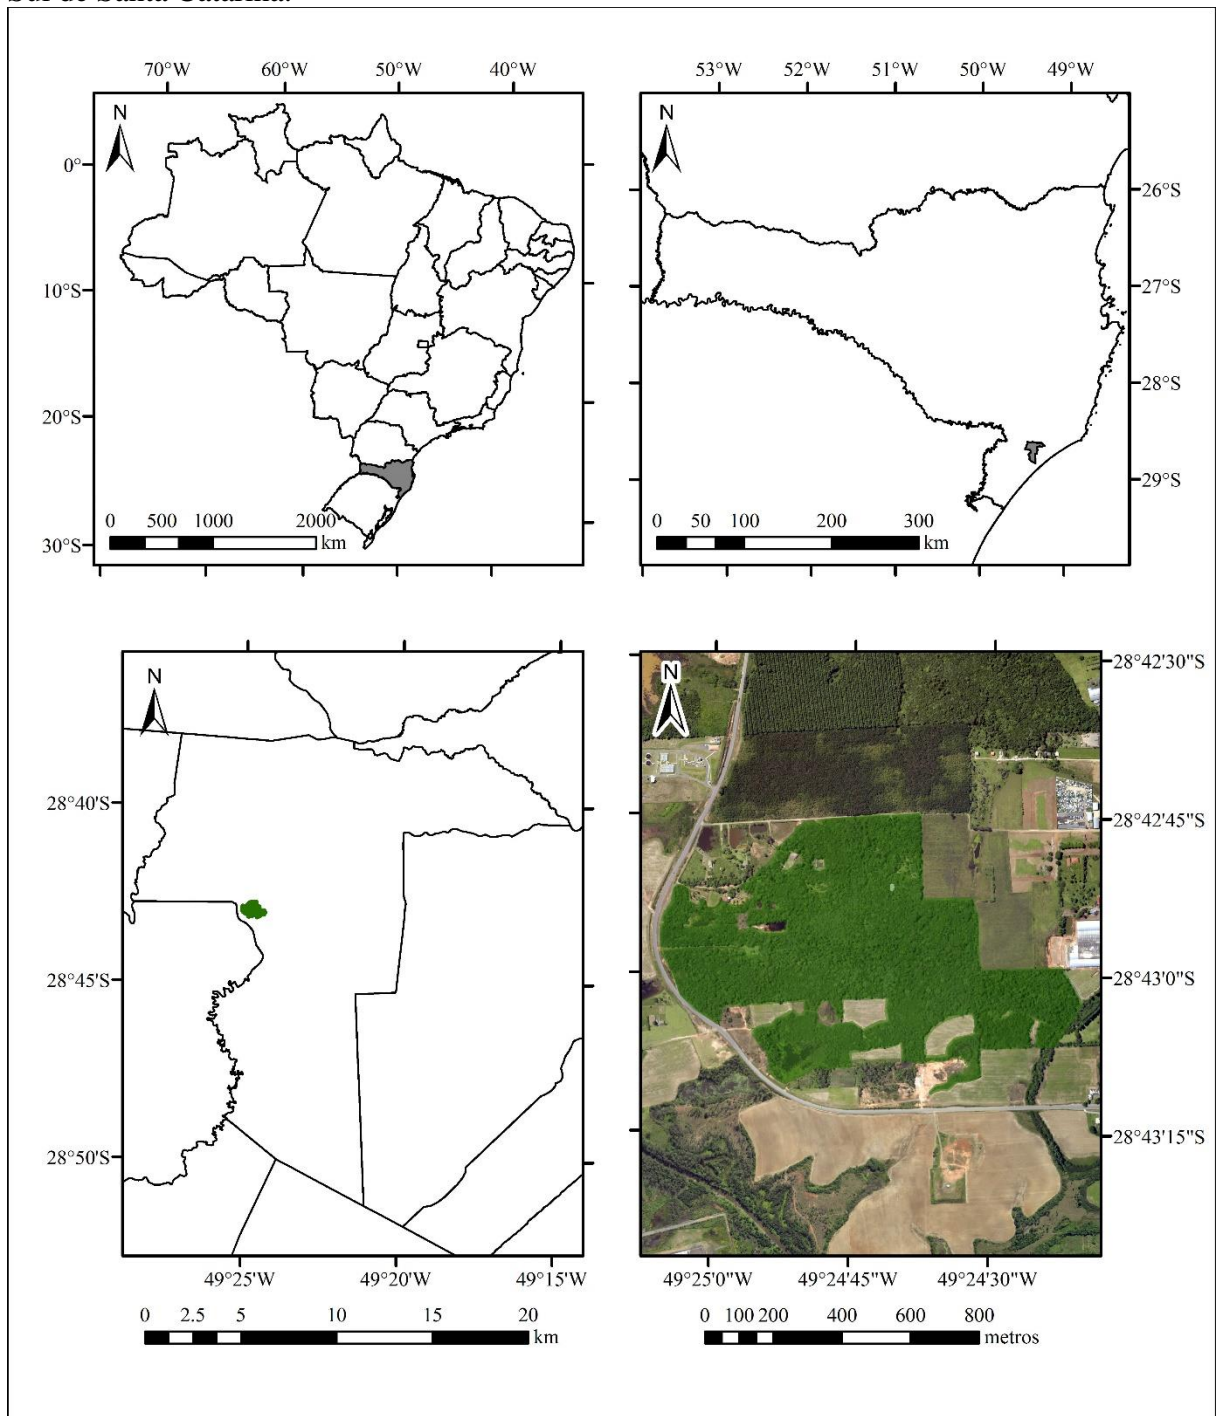 Sul de Santa Catarina.
70°W 60°W 50°W 40°W
N
0°
10°S
20°S
30°S
0 500 1000 2000
km
53°W 52°W 51°W 50°W 49°W
N
26°S
27°S
28°S
29°S
0 50 100 200 300
km
N
28°40'S
28°45'S
28°50'S
49°25'W 49°20'W 49°15'W
0 2.5 5 10 15 20
km
N
28°42'30"S
28°42'45"S
28°43'0"S
28°43'15"S
49°25'0"W 49°24'45"W 49°24'30"W
0 100 200 400 600 800
metros